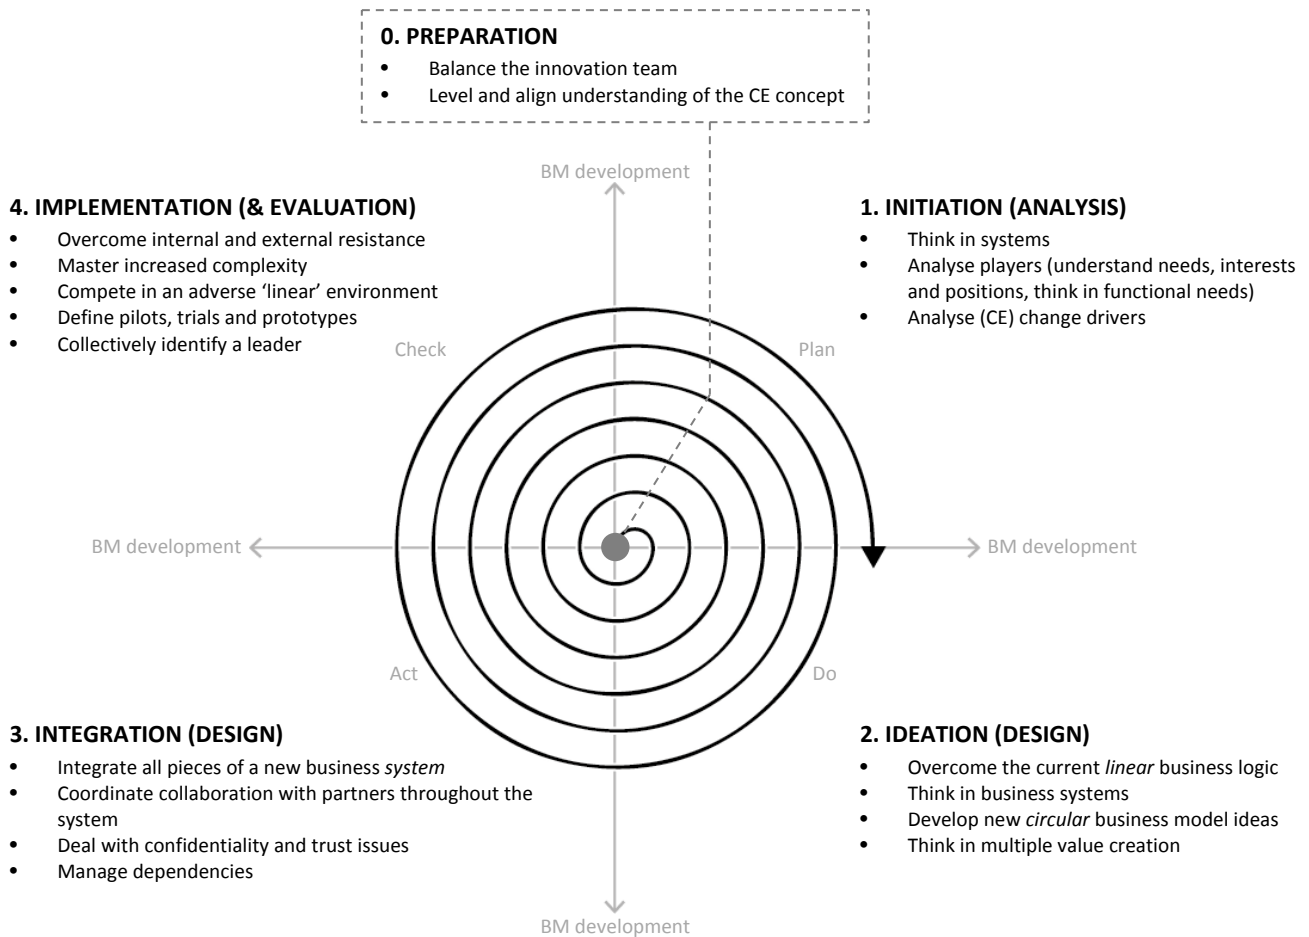 0. PREPARATION
• Balance the innovation team
• Level and align understanding of the CE concept
BM development
4. IMPLEMENTATION (& EVALUATION)
• Overcome internal and external resistance
• Master increased complexity
• Compete in an adverse ‘linear’ environment
• Define pilots, trials and prototypes
• Collectively identify a leader
1. INITIATION (ANALYSIS)
• Think in systems
• Analyse players (understand needs, interests
and positions, think in functional needs)
• Analyse (CE) change drivers
Check
Plan
BM development
BM development
Act
Do
3. INTEGRATION (DESIGN)
• Integrate all pieces of a new business system
• Coordinate collaboration with partners throughout the
system
• Deal with confidentiality and trust issues
• Manage dependencies
2. IDEATION (DESIGN)
• Overcome the current linear business logic
• Think in business systems
• Develop new circular business model ideas
• Think in multiple value creation
BM development